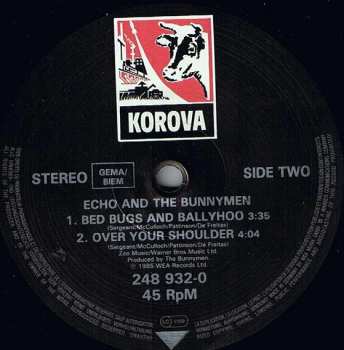 KOROVA
STEREO
GEMA/
BIEM
SIDE TWO
ECHO AND THE BUNNYMEN
1. BED BUGS AND BALLYHOO 3:35
(Sergeant/McCulloch/Pattinson/De Freitas)
2. OVER YOUR SHOULDER 4:04
(Sergeant/McCulloch/Pattinson/De Freitas)
Zoo Music/Warner Bros Music Ltd.
Produced by The Bunnymen.
℗ 1985 WEA Records Ltd.
248 932-0
45 RpM